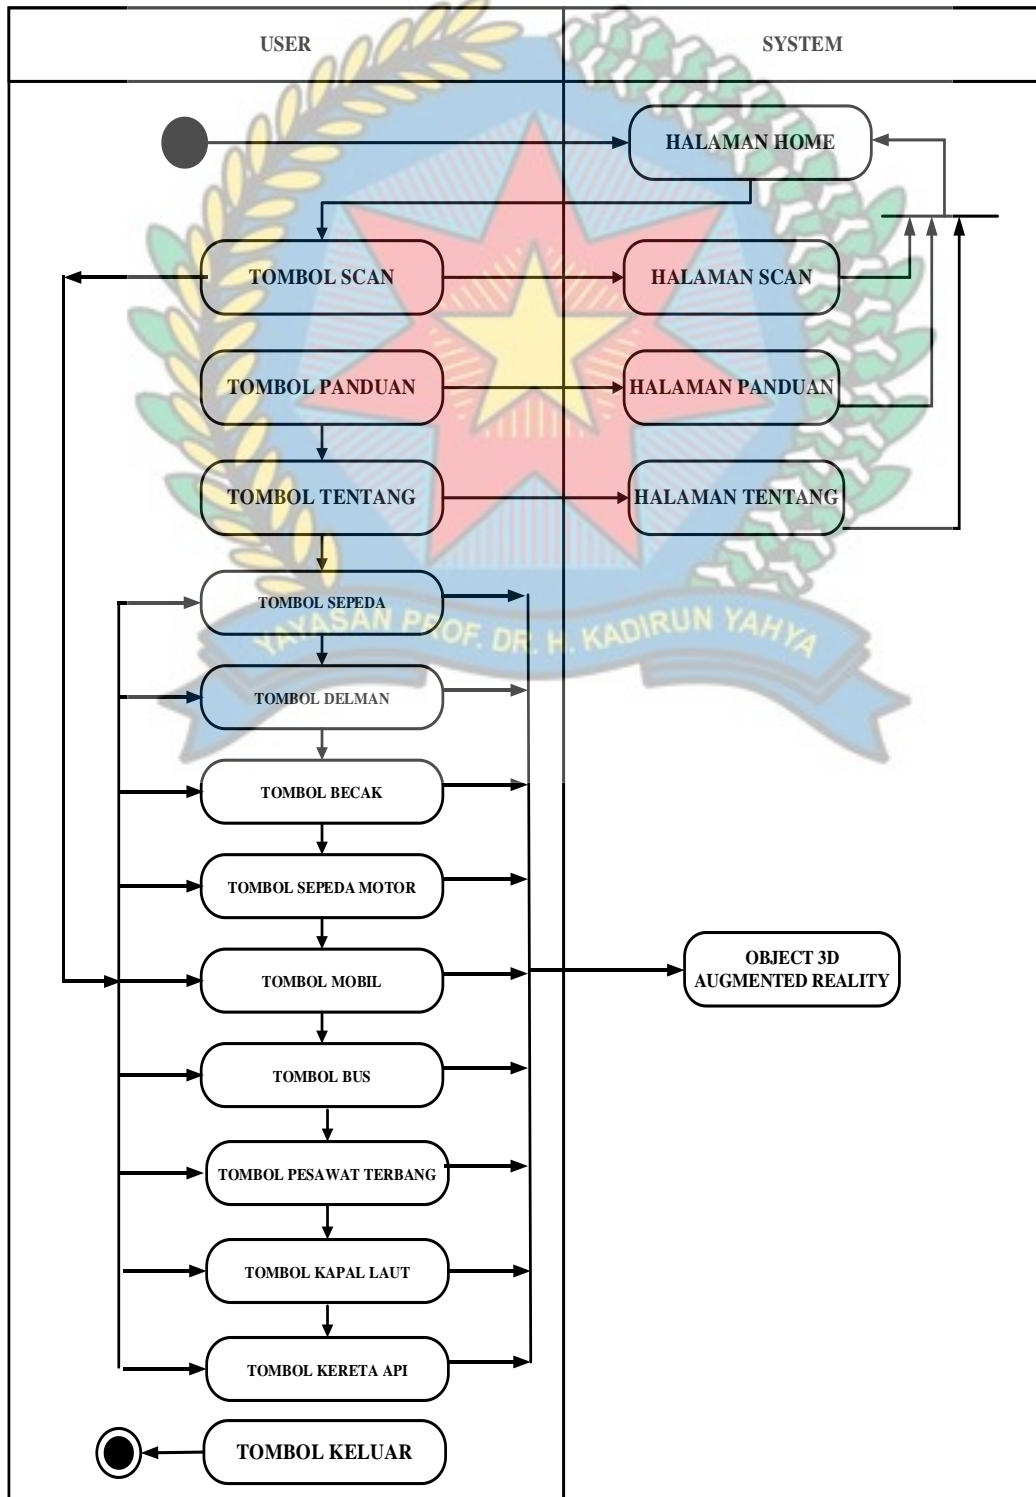 USER
SYSTEM
HALAMAN HOME
TOMBOL SCAN
HALAMAN SCAN
TOMBOL PANDUAN
HALAMAN PANDUAN
TOMBOL TENTANG
HALAMAN TENTANG
TOMBOL SEPEDA
YAYASAN PROF. DR. H. KADIRUN YAHYA
TOMBOL DELMAN
TOMBOL BECAK
TOMBOL SEPEDA MOTOR
OBJECT 3D
AUGMENTED REALITY
TOMBOL MOBIL
TOMBOL BUS
TOMBOL PESAWAT TERBANG
TOMBOL KAPAL LAUT
TOMBOL KERETA API
TOMBOL KELUAR